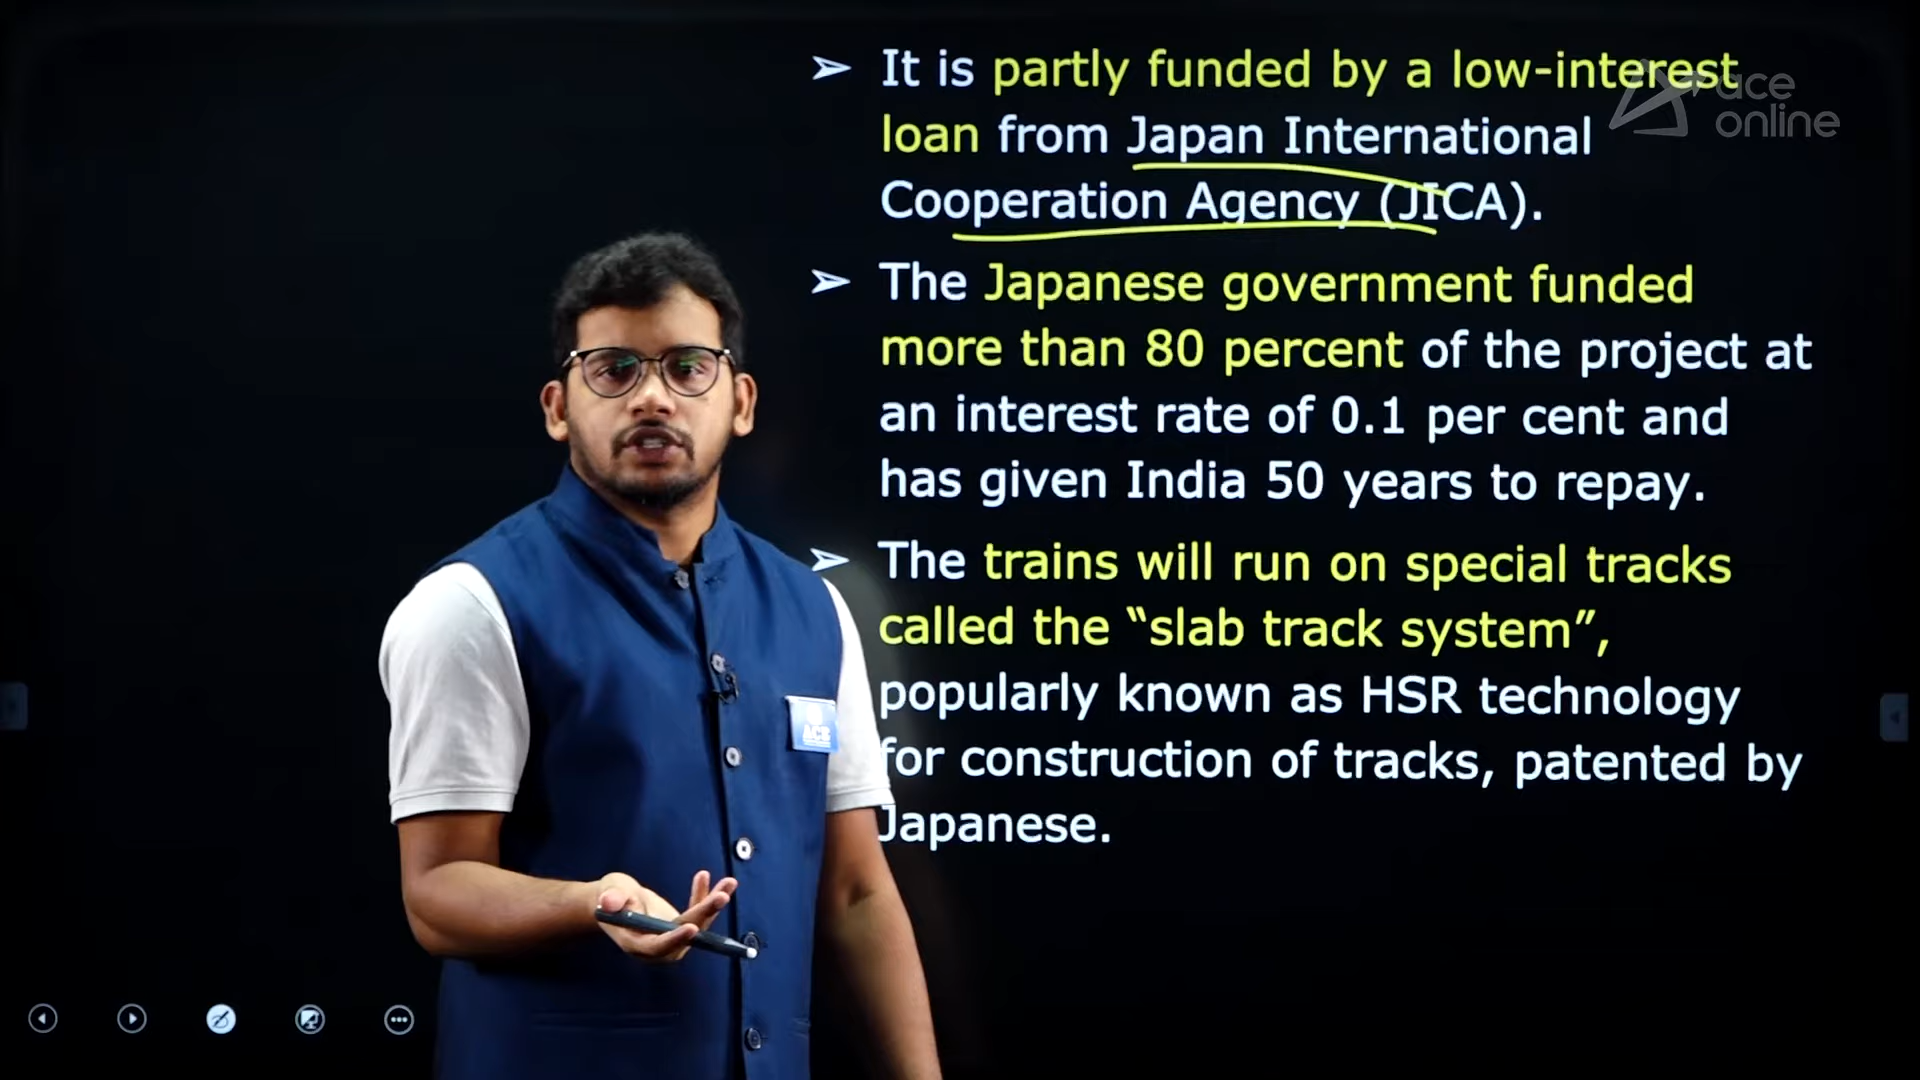 It is partly funded by a low-interest
loan from Japan International
Cooperation Agency (JICA).
The Japanese government funded
more than 80 percent of the project at
an interest rate of 0.1 per cent and
has given India 50 years to repay.
The trains will run on special tracks
called the “slab track system”,
popularly known as HSR technology
for construction of tracks, patented by
Japanese.
ace
online
ACE